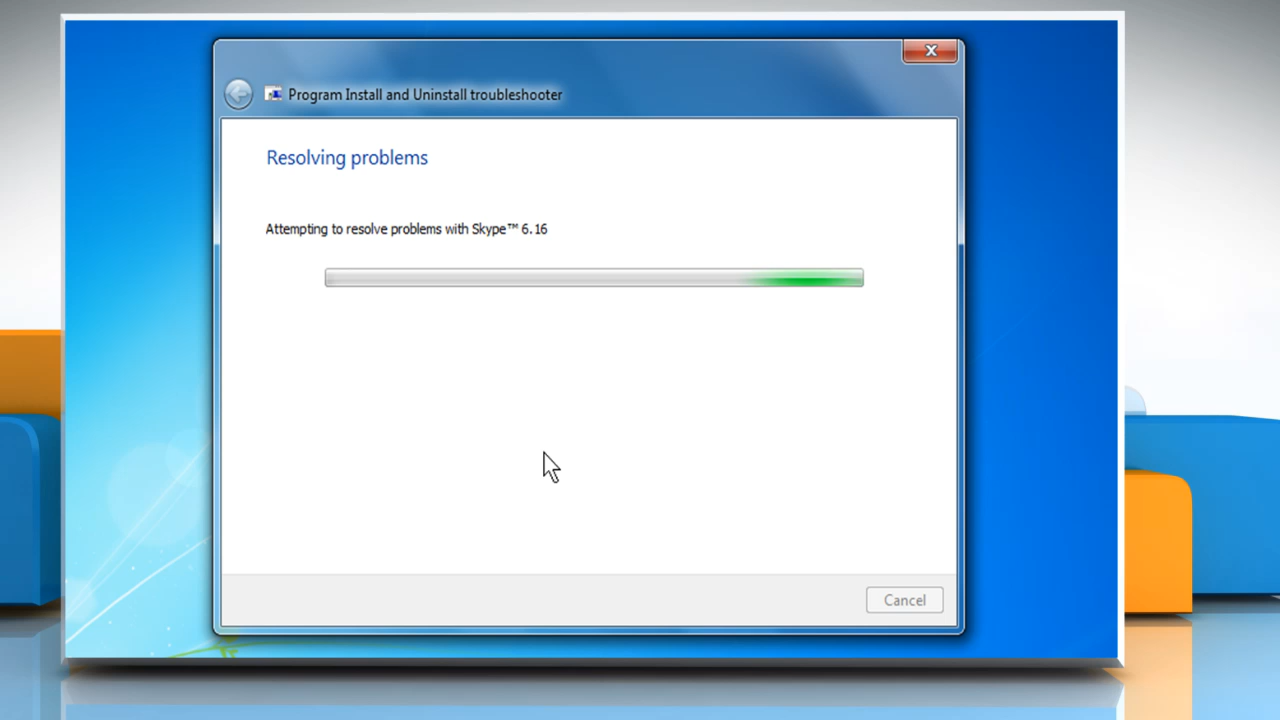 Program Install and Uninstall troubleshooter
Resolving problems
Attempting to resolve problems with Skype™ 6.16
Cancel